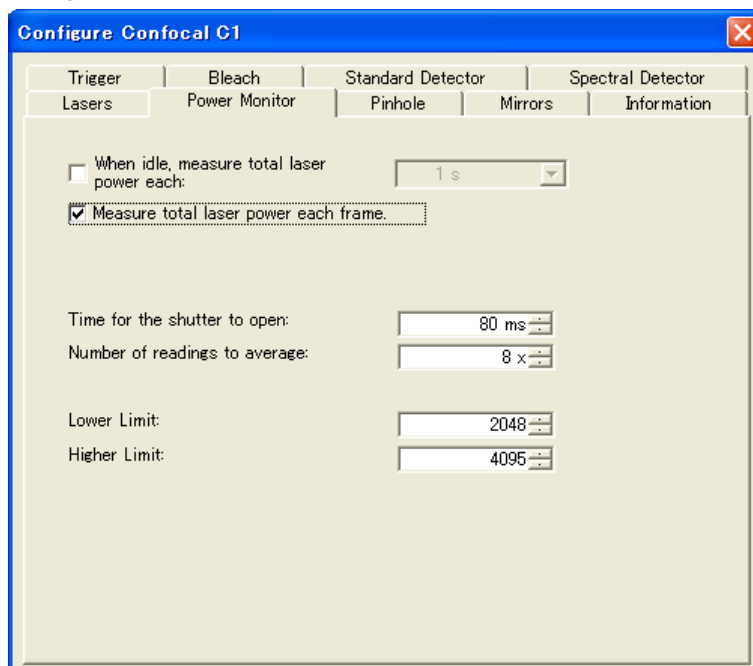 Configure Confocal C1
Trigger Bleach Standard Detector Spectral Detector
Lasers Power Monitor Pinhole Mirrors Information
When idle, measure total laser
power each:
1 s
Measure total laser power each frame.
Time for the shutter to open:
80 ms
Number of readings to average:
8 x
Lower Limit:
2048
Higher Limit:
4095